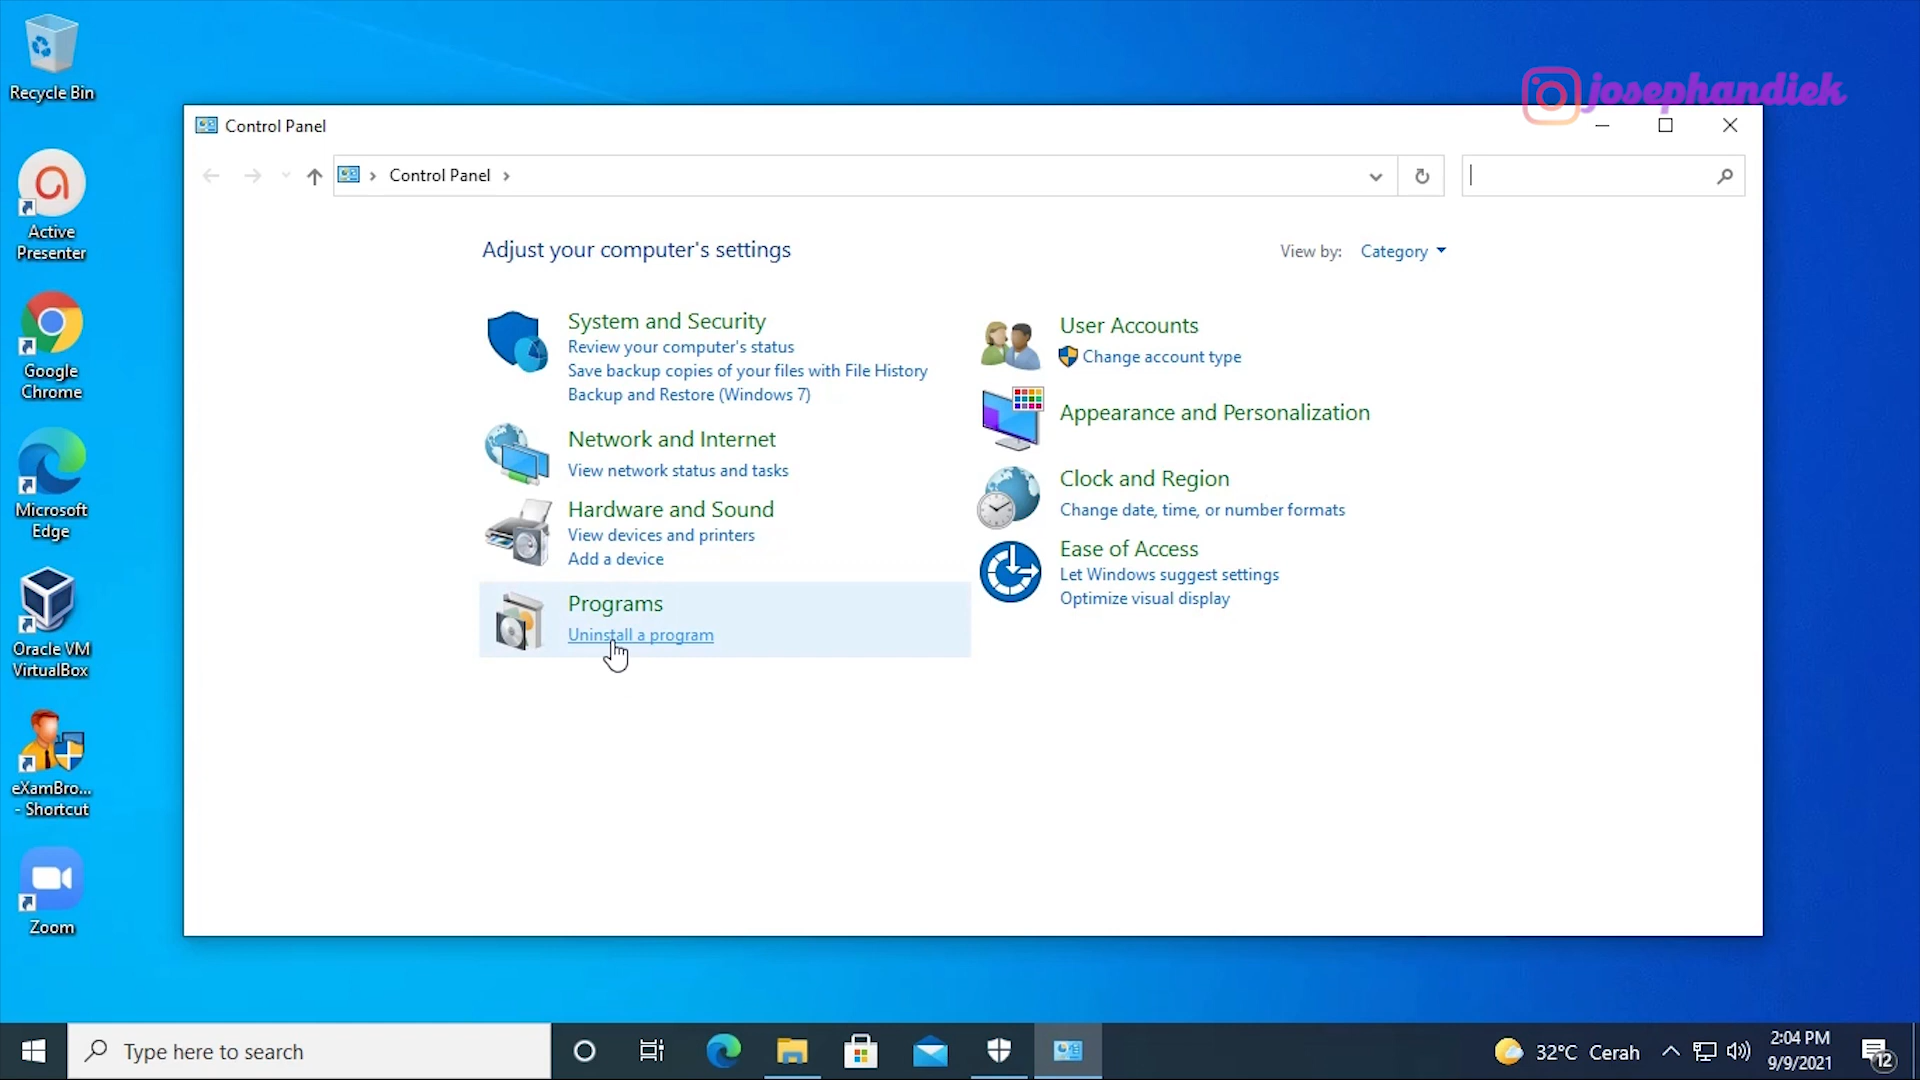 Recycle Bin
Active
Presenter
Google
Chrome
Microsoft
Edge
Oracle VM
VirtualBox
eXamBro...
- Shortcut
Zoom
josephandiek
Control Panel
Control Panel
Adjust your computer's settings
View by: Category
System and Security
Review your computer's status
Save backup copies of your files with File History
Backup and Restore (Windows 7)
Network and Internet
View network status and tasks
Hardware and Sound
View devices and printers
Add a device
Programs
Uninstall a program
User Accounts
Change account type
Appearance and Personalization
Clock and Region
Change date, time, or number formats
Ease of Access
Let Windows suggest settings
Optimize visual display
Type here to search
32°C Cerah
2:04 PM
9/9/2021
12